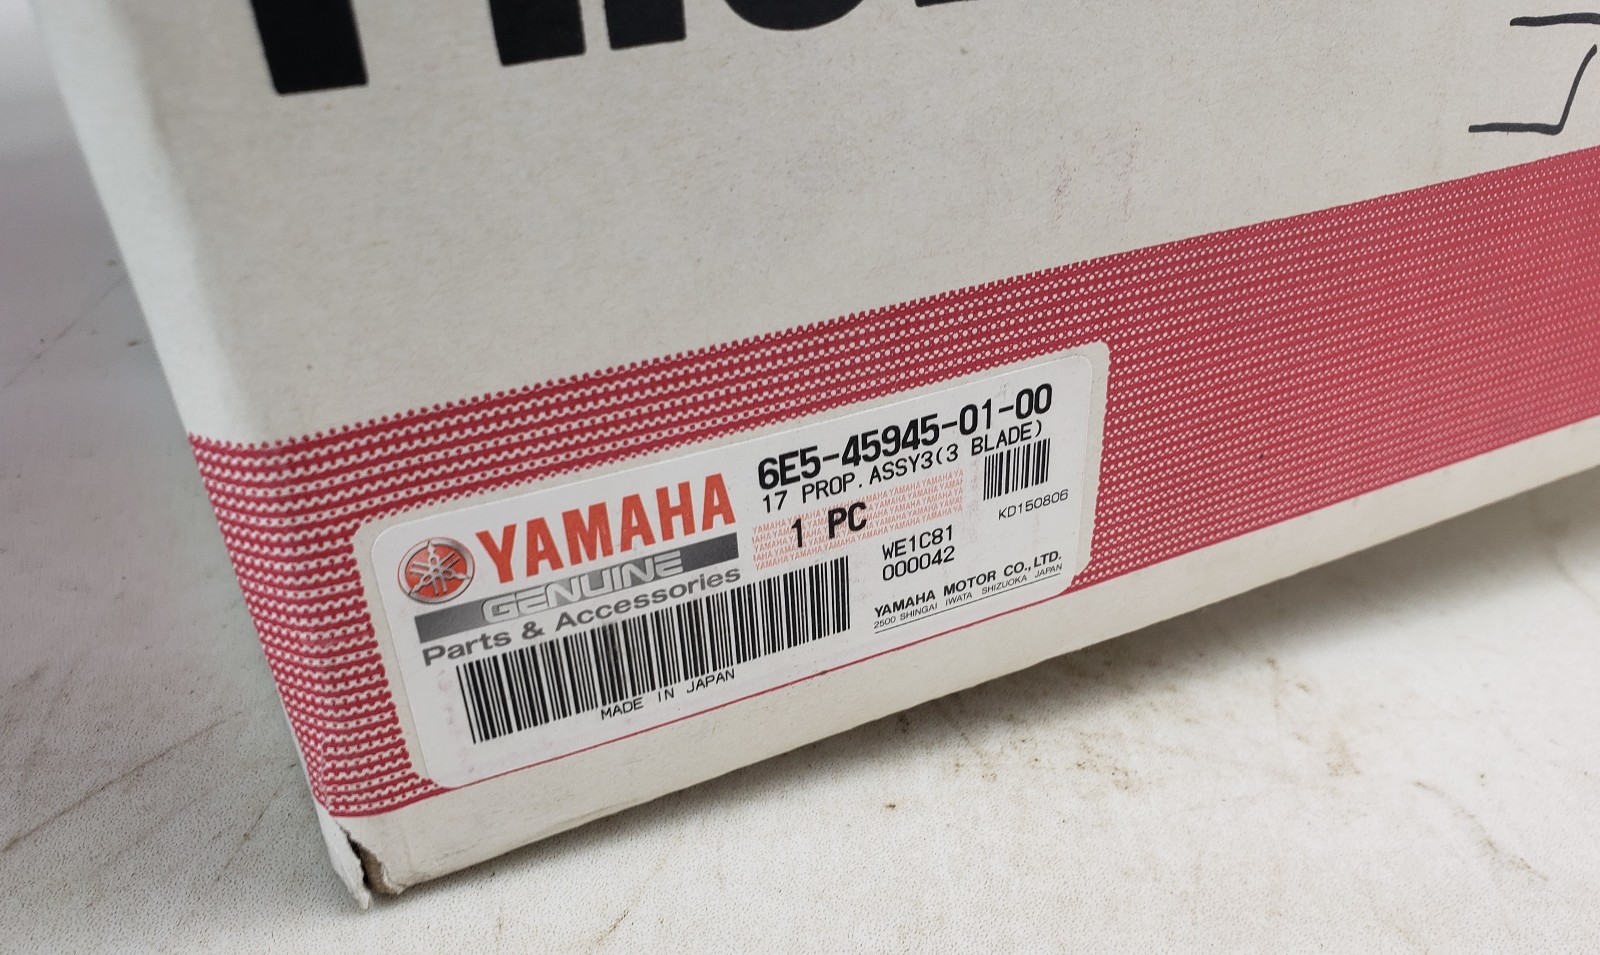 6E5-45945-01-00
17 PROP. ASSY3(3 BLADE)
1 PC
YAMAHA
GENUINE
Parts & Accessories
MADE IN JAPAN
KD150806
WE1C81
000042
YAMAHA MOTOR CO., LTD.
2500 SHINGAI IWATA SHIZUOKA JAPAN